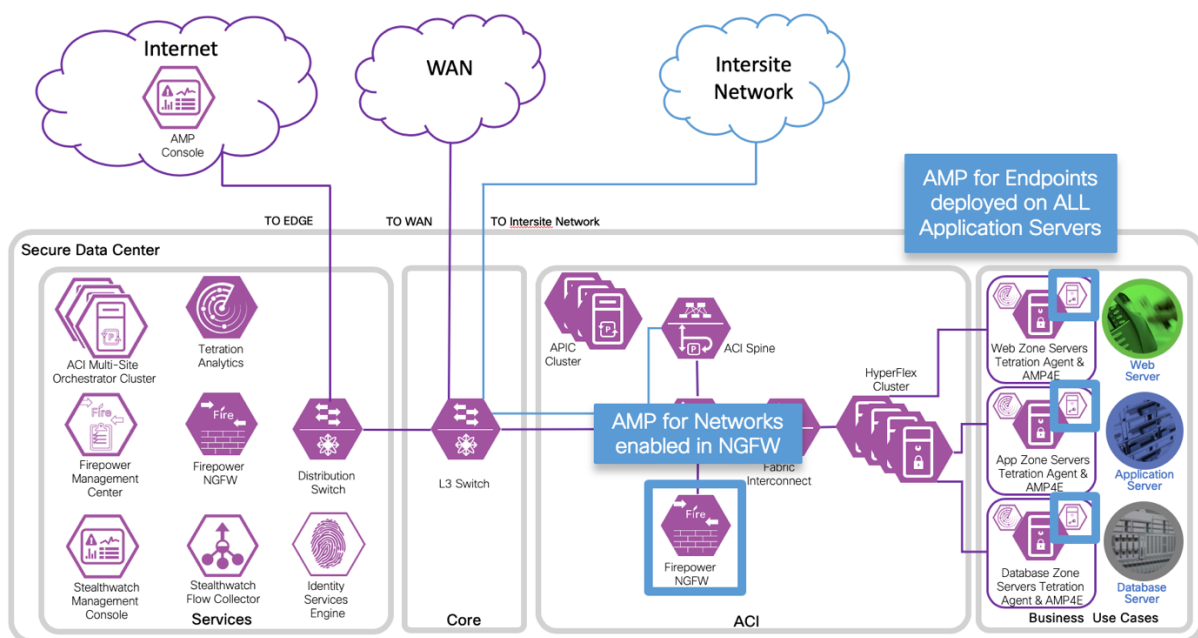 Internet
AMP
Console
WAN
Intersite
Network
AMP for Endpoints
deployed on ALL
Application Servers
TO EDGE
TO WAN
TO Intersite Network
Secure Data Center
ACI Multi-Site
Orchestrator Cluster
Tetration
Analytics
Fire
Firepower
Management
Center
Fire
Firepower
NGFW
Distribution
Switch
Stealthwatch
Management
Console
Stealthwatch
Flow Collector
Identity
Services
Engine
Services
L3 Switch
Core
P
APIC
Cluster
P
ACI Spine
AMP for Networks
enabled in NGFW
Fabric
Interconnect
HyperFlex
Cluster
Fire
Firepower
NGFW
ACI
Web Zone Servers
Tetration Agent &
AMP4E
Web
Server
App Zone Servers
Tetration Agent &
AMP4E
Application
Server
Database Zone
Servers Tetration
Agent & AMP4E
Database
Server
Business Use Cases